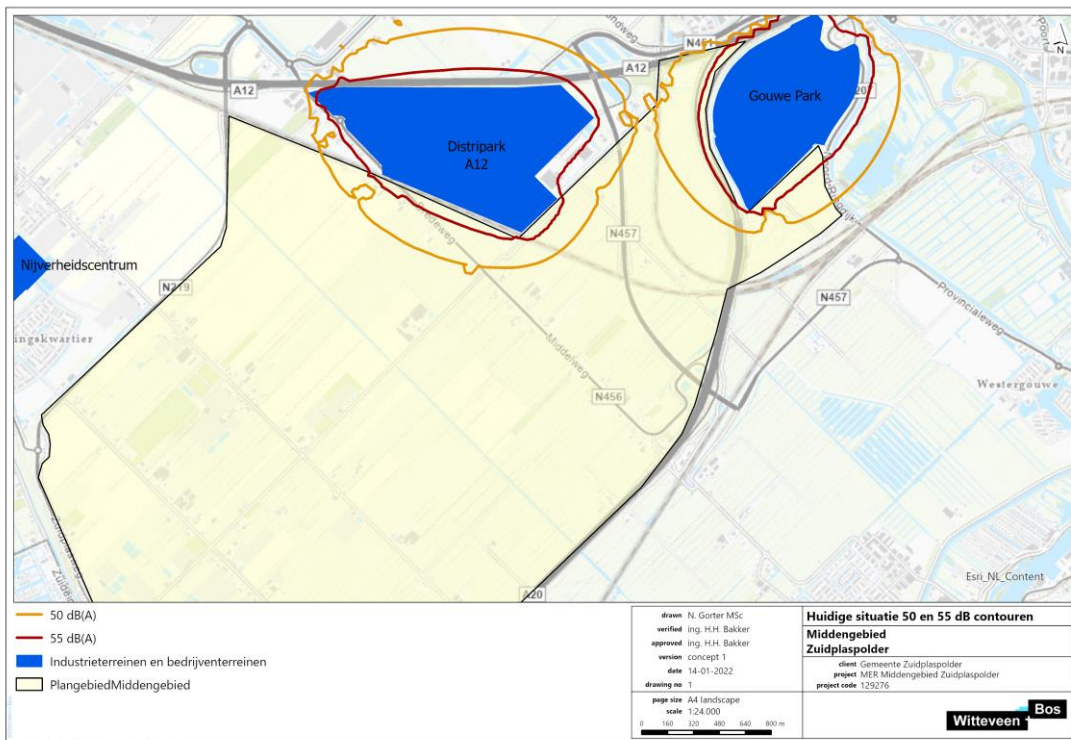 N451
A12
A12
Gouwe Park
Distripark
A12
Bredeweg
N457
Nijverheidscentrum
N219
ingskwartier
Middelweg
N456
N457
Provincialeweg
Westergouwe
A20
Esri_NL_Content
50 dB(A)
55 dB(A)
Industrieterreinen en bedrijventerreinen
PlangebiedMiddengebied
drawn N. Gorter MSc
verified ing. H.H. Bakker
approved ing. H.H. Bakker
version concept 1
date 14-01-2022
drawing no 1
page size A4 landscape
scale 1:24.000
0 160 320 480 640 800 m
Huidige situatie 50 en 55 dB contouren
Middengebied
Zuidplaspolder
client Gemeente Zuidplaspolder
project MER Middengebied Zuidplaspolder
project code 129276
Witteveen + Bos
N